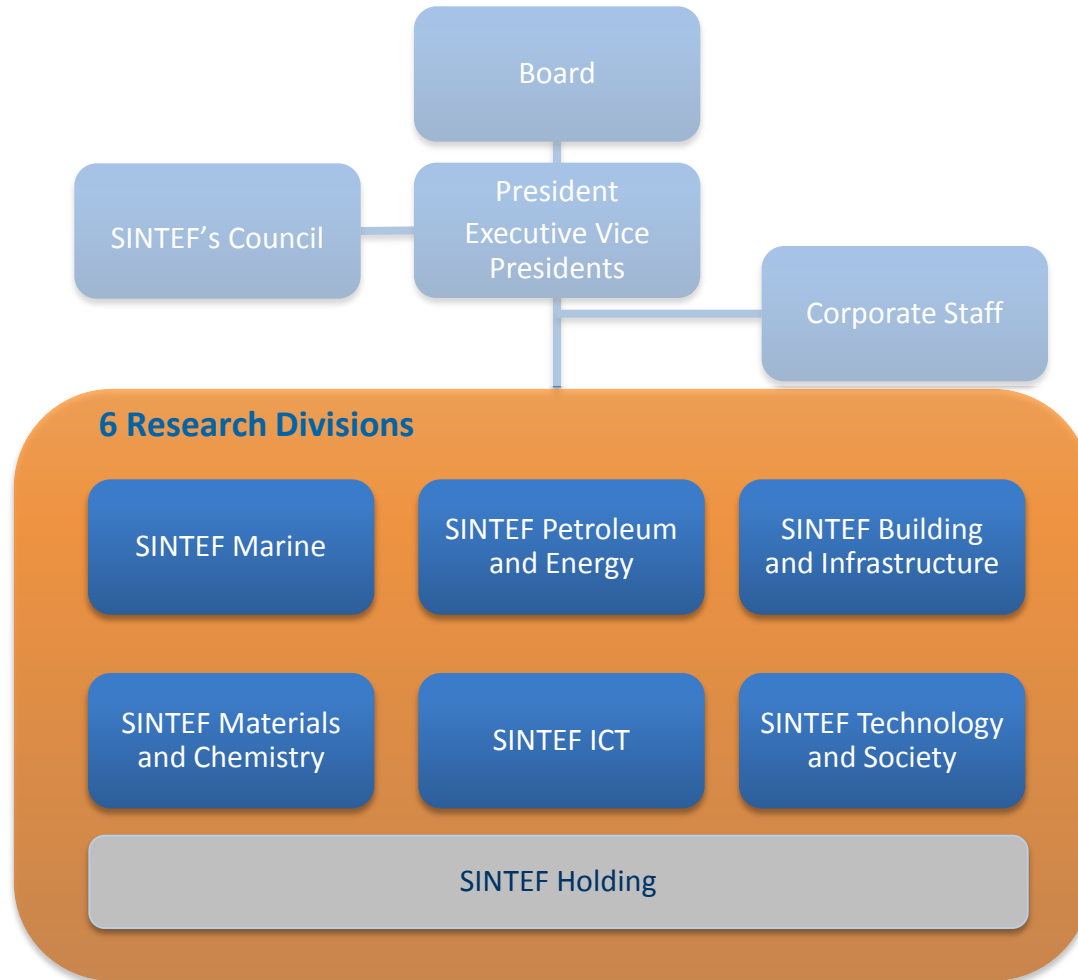 Board
President
SINTEF’s Council
Executive Vice
Presidents
Corporate Staff
6 Research Divisions
SINTEF Marine
SINTEF Petroleum
and Energy
SINTEF Building
and Infrastructure
SINTEF Materials
and Chemistry
SINTEF ICT
SINTEF Technology
and Society
SINTEF Holding